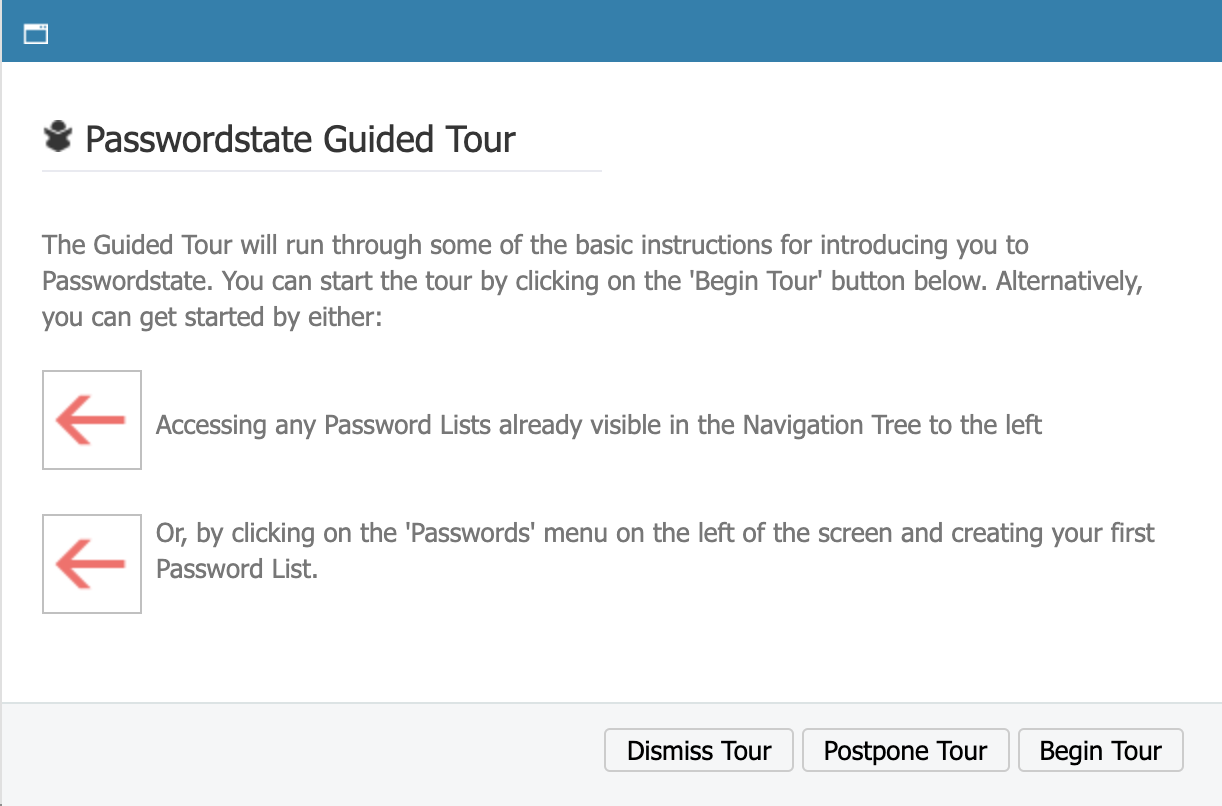 Passwordstate Guided Tour
The Guided Tour will run through some of the basic instructions for introducing you to
Passwordstate. You can start the tour by clicking on the 'Begin Tour' button below. Alternatively,
you can get started by either:
Accessing any Password Lists already visible in the Navigation Tree to the left
Or, by clicking on the 'Passwords' menu on the left of the screen and creating your first
Password List.
Dismiss Tour Postpone Tour Begin Tour